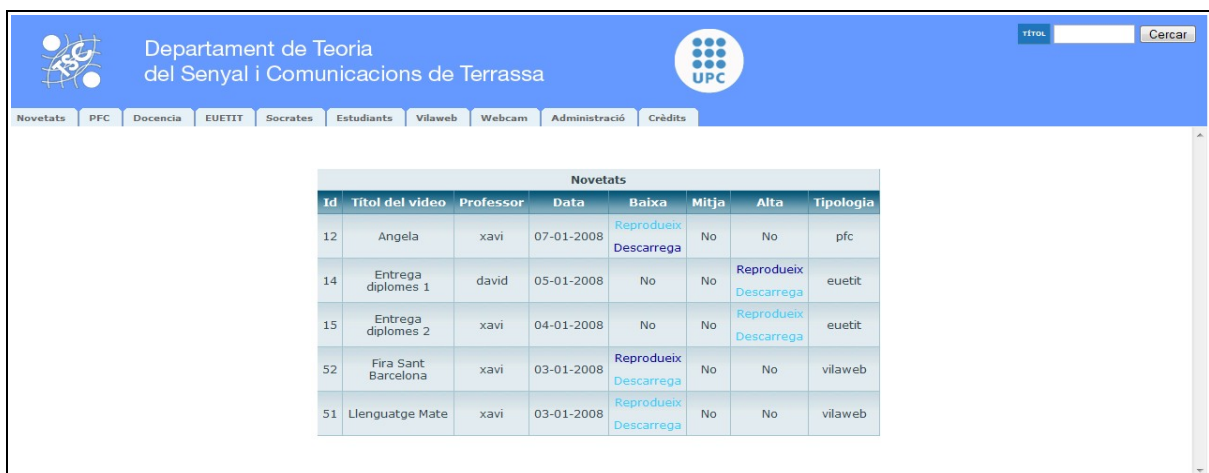 TSC
Departament de Teoria
del Senyal i Comunicacions de Terrassa
UPC
TÍTOL Cercar
Novetats PFC Docencia EUETIT Socrates Estudiants Vilaweb Webcam Administració Crèdits
Novetats
Id Títol del video Professor Data Baixa Mitja Alta Tipologia
12 Angela xavi 07-01-2008 Reprodueix Descarrega No No pfc
14 Entrega diplomes 1 david 05-01-2008 No No Reprodueix Descarrega euetit
15 Entrega diplomes 2 xavi 04-01-2008 No No Reprodueix Descarrega euetit
52 Fira Sant Barcelona xavi 03-01-2008 Reprodueix Descarrega No No vilaweb
51 Llenguatge Mate xavi 03-01-2008 Reprodueix Descarrega No No vilaweb